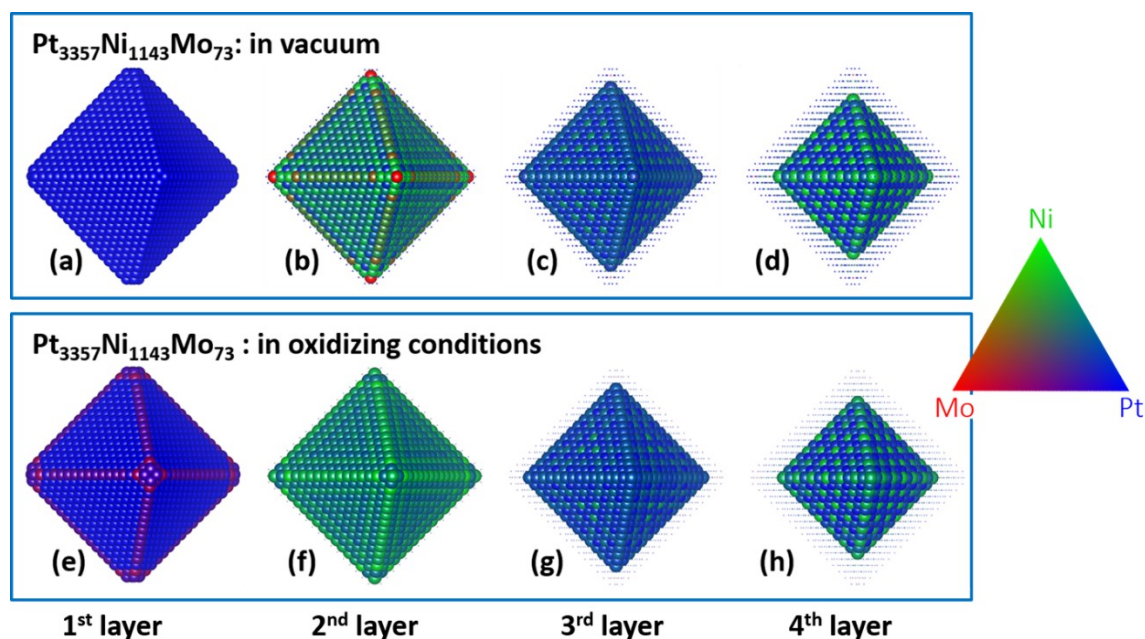 Pt₃₃₅₇Ni₁₁₄₃Mo₇₃: in vacuum
(a) (b) (c) (d)
Ni
Mo Pt
Pt₃₃₅₇Ni₁₁₄₃Mo₇₃ : in oxidizing conditions
(e) (f) (g) (h)
1ˢᵗ layer 2ⁿᵈ layer 3ʳᵈ layer 4ᵗʰ layer